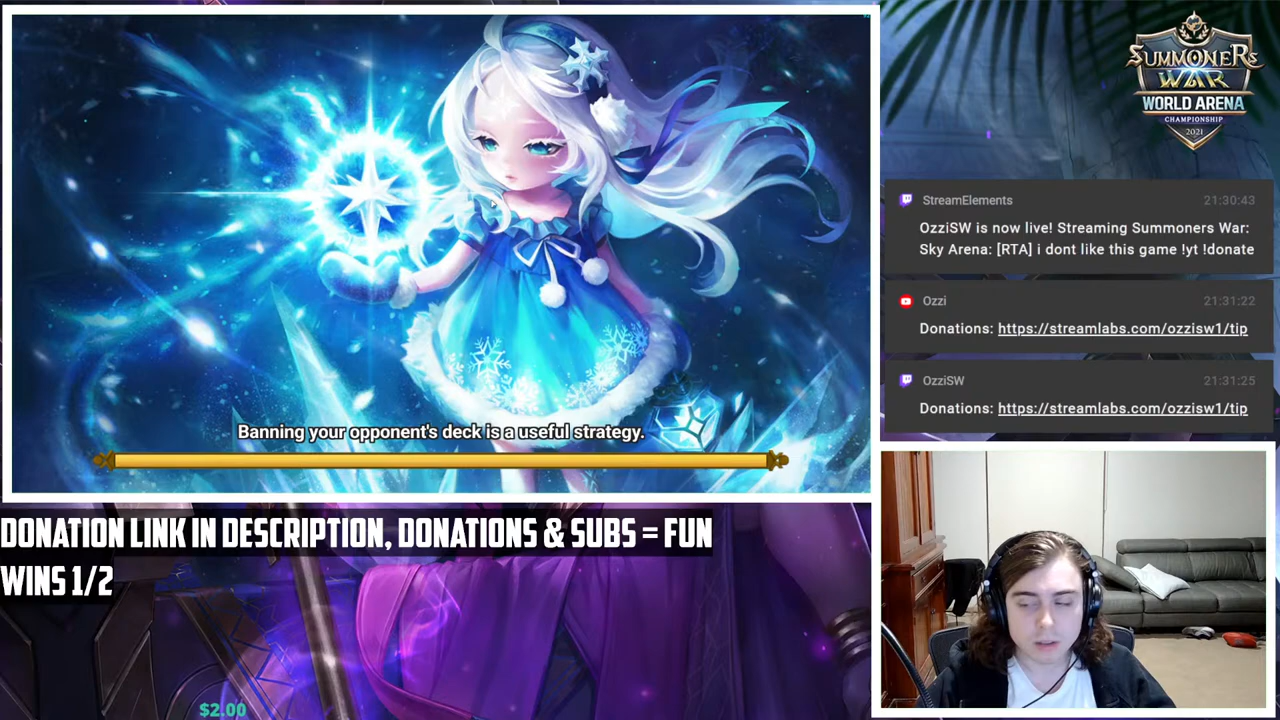 SUMMONERS
WAR
WORLD ARENA
CHAMPIONSHIP
2021
StreamElements 21:30:43
OzziSW is now live! Streaming Summoners War:
Sky Arena: [RTA] i dont like this game !yt !donate
Ozzi 21:31:22
Donations: https://streamlabs.com/ozzisw1/tip
OzziSW 21:31:25
Donations: https://streamlabs.com/ozzisw1/tip
Banning your opponent's deck is a useful strategy.
DONATION LINK IN DESCRIPTION, DONATIONS & SUBS = FUN
WINS 1/2
$2.00